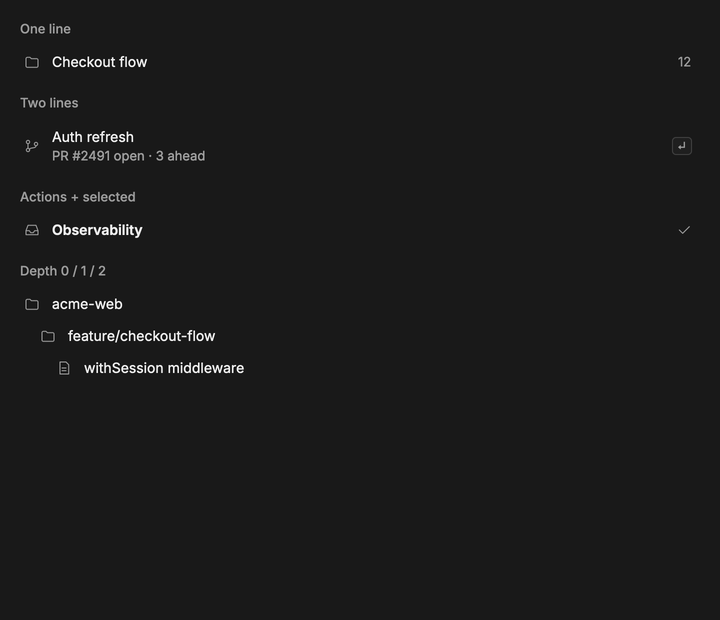 One line
Checkout flow 12
Two lines
Auth refresh
PR #2491 open · 3 ahead
Actions + selected
Observability
Depth 0 / 1 / 2
acme-web
feature/checkout-flow
withSession middleware